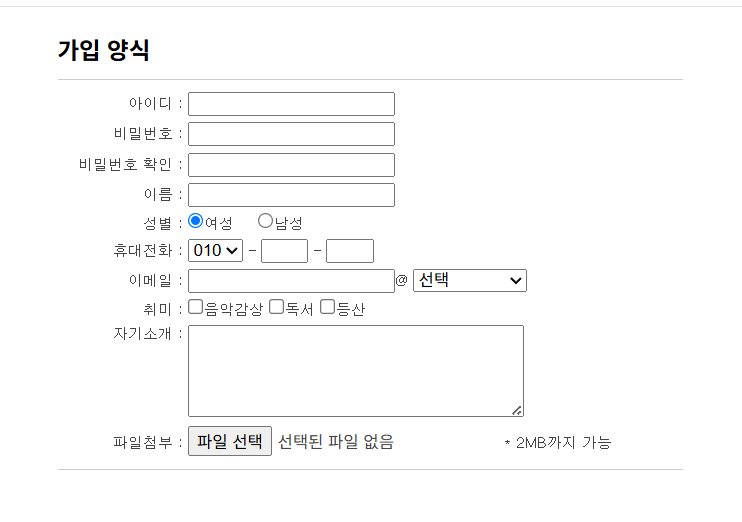 가입 양식
아이디 :
비밀번호 :
비밀번호 확인 :
이름 :
성별 : 여성 남성
휴대전화 : 010 - -
이메일 : @ 선택
취미 : 음악감상 독서 등산
자기소개 :
파일첨부 : 파일 선택 선택된 파일 없음 * 2MB까지 가능